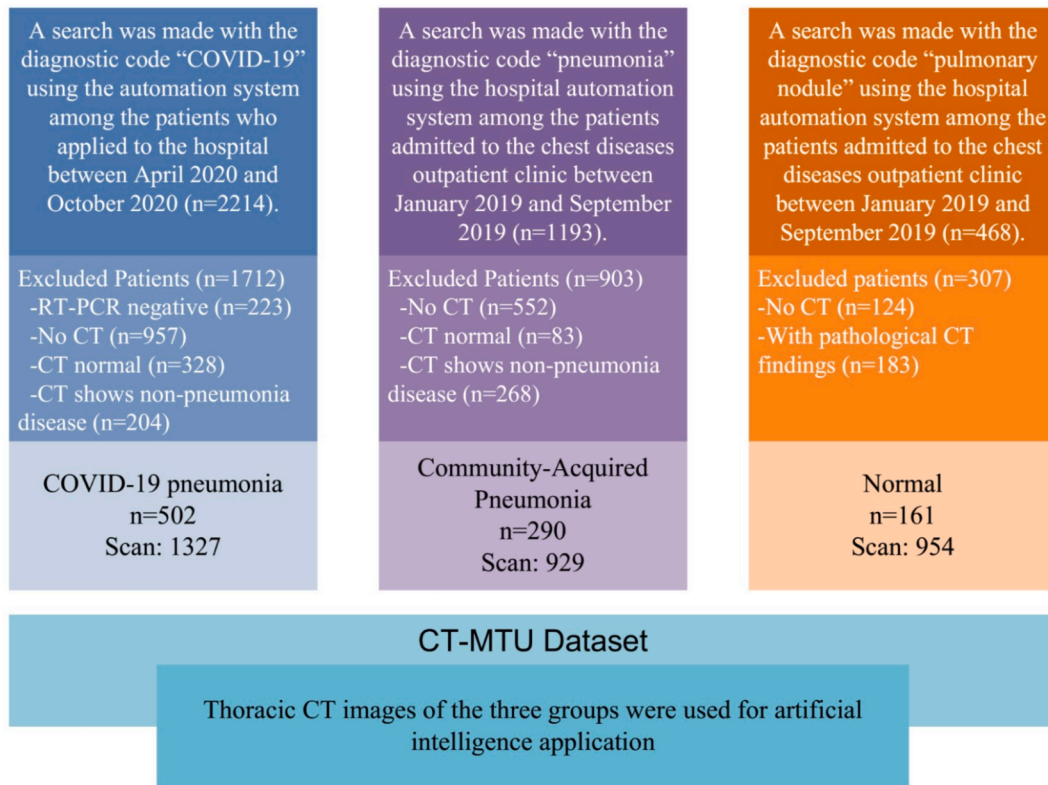 A search was made with the
diagnostic code “COVID-19”
using the automation system
among the patients who
applied to the hospital
between April 2020 and
October 2020 (n=2214).
Excluded Patients (n=1712)
-RT-PCR negative (n=223)
-No CT (n=957)
-CT normal (n=328)
-CT shows non-pneumonia
disease (n=204)
COVID-19 pneumonia
n=502
Scan: 1327
A search was made with the
diagnostic code “pneumonia”
using the hospital automation
system among the patients
admitted to the chest diseases
outpatient clinic between
January 2019 and September
2019 (n=1193).
Excluded Patients (n=903)
-No CT (n=552)
-CT normal (n=83)
-CT shows non-pneumonia
disease (n=268)
Community-Acquired
Pneumonia
n=290
Scan: 929
A search was made with the
diagnostic code “pulmonary
nodule” using the hospital
automation system among the
patients admitted to the chest
diseases outpatient clinic
between January 2019 and
September 2019 (n=468).
Excluded patients (n=307)
-No CT (n=124)
-With pathological CT
findings (n=183)
Normal
n=161
Scan: 954
CT-MTU Dataset
Thoracic CT images of the three groups were used for artificial
intelligence application